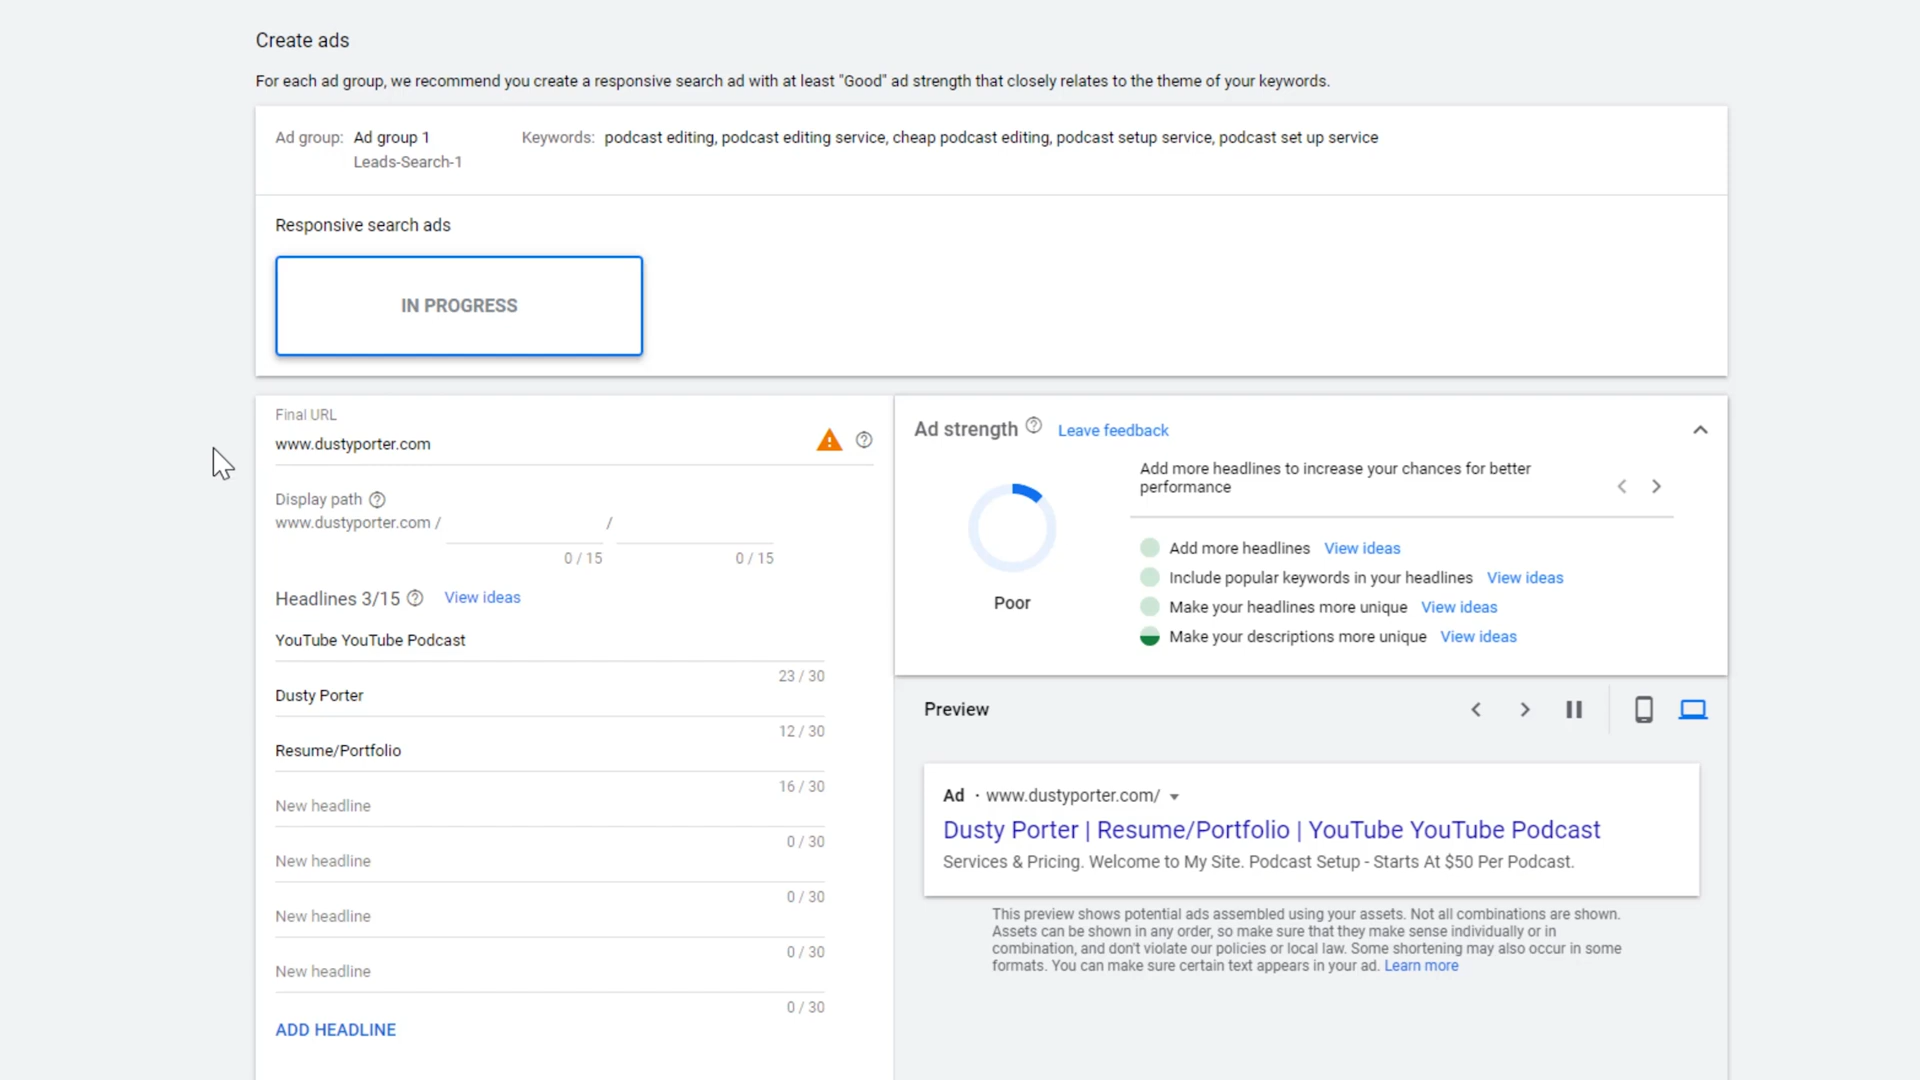 Create ads
For each ad group, we recommend you create a responsive search ad with at least "Good" ad strength that closely relates to the theme of your keywords.
Ad group: Ad group 1 Keywords: podcast editing, podcast editing service, cheap podcast editing, podcast setup service, podcast set up service
Leads-Search-1
Responsive search ads
IN PROGRESS
Final URL
www.dustyporter.com
Display path
www.dustyporter.com / /
0 / 15 0 / 15
Headlines 3/15 View ideas
YouTube YouTube Podcast
23 / 30
Dusty Porter
12 / 30
Resume/Portfolio
16 / 30
New headline
0 / 30
New headline
0 / 30
New headline
0 / 30
New headline
0 / 30
ADD HEADLINE
Ad strength Leave feedback
Poor
Add more headlines to increase your chances for better
performance
Add more headlines View ideas
Include popular keywords in your headlines View ideas
Make your headlines more unique View ideas
Make your descriptions more unique View ideas
Preview
Ad · www.dustyporter.com/
Dusty Porter | Resume/Portfolio | YouTube YouTube Podcast
Services & Pricing. Welcome to My Site. Podcast Setup - Starts At $50 Per Podcast.
This preview shows potential ads assembled using your assets. Not all combinations are shown.
Assets can be shown in any order, so make sure that they make sense individually or in
combination, and don't violate our policies or local law. Some shortening may also occur in some
formats. You can make sure certain text appears in your ad. Learn more